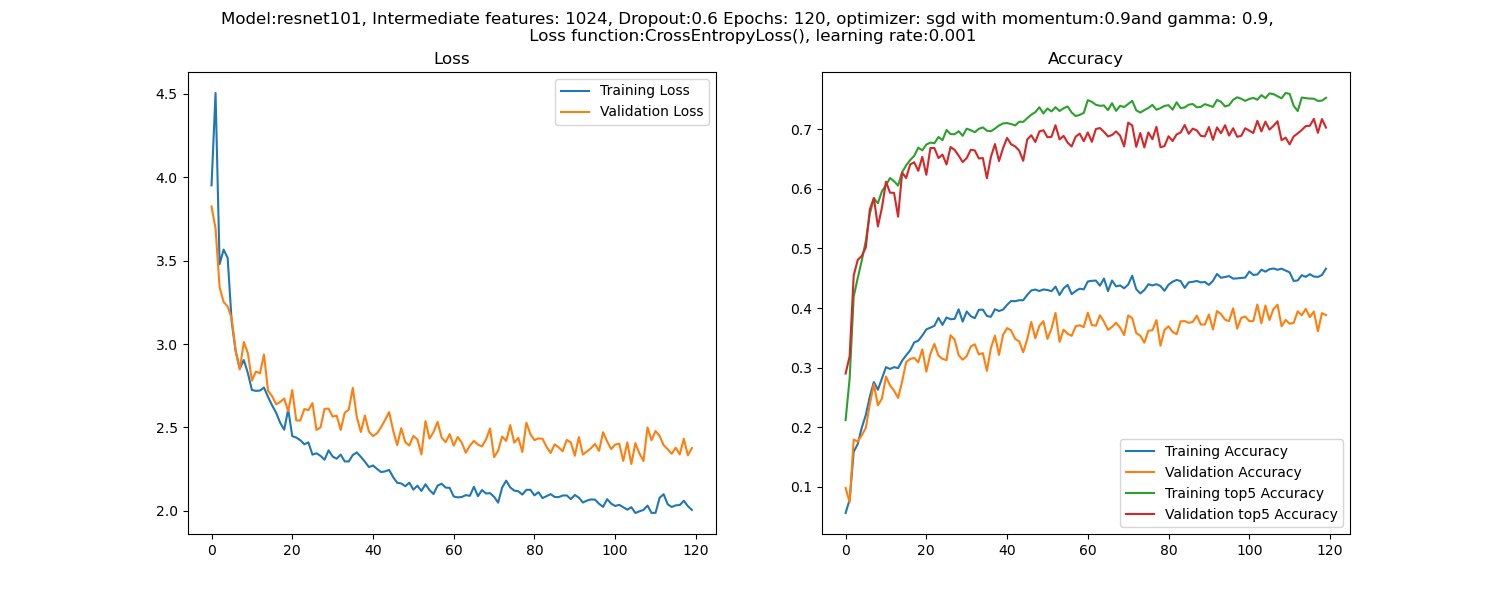 Model:resnet101, Intermediate features: 1024, Dropout:0.6 Epochs: 120, optimizer: sgd with momentum:0.9and gamma: 0.9,
Loss function:CrossEntropyLoss(), learning rate:0.001
Loss
Training Loss
Validation Loss
4.5
4.0
3.5
3.0
2.5
2.0
0 20 40 60 80 100 120
Accuracy
0.7
0.6
0.5
0.4
0.3
0.2
0.1
Training Accuracy
Validation Accuracy
Training top5 Accuracy
Validation top5 Accuracy
0 20 40 60 80 100 120